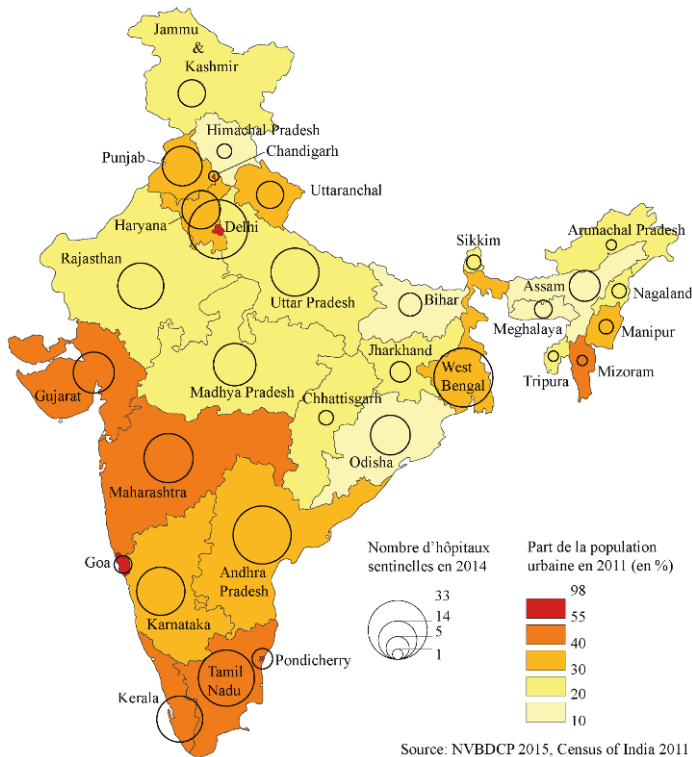 Jammu
&
Kashmir
Himachal Pradesh
Punjab
Chandigarh
Uttaranchal
Haryana
Delhi
Rajasthan
Uttar Pradesh
Sikkim
Arunachal Pradesh
Assam
Bihar
Nagaland
Meghalaya
Manipur
Jharkhand
West
Bengal
Tripura
Mizoram
Gujarat
Madhya Pradesh
Chhattisgarh
Odisha
Maharashtra
Goa
Andhra
Pradesh
Karnataka
Pondicherry
Tamil
Nadu
Kerala
Nombre d'hôpitaux
sentinelles en 2014
33
14
5
1
Part de la population
urbaine en 2011 (en %)
98
55
40
30
20
10
Source: NVBDCP 2015, Census of India 2011